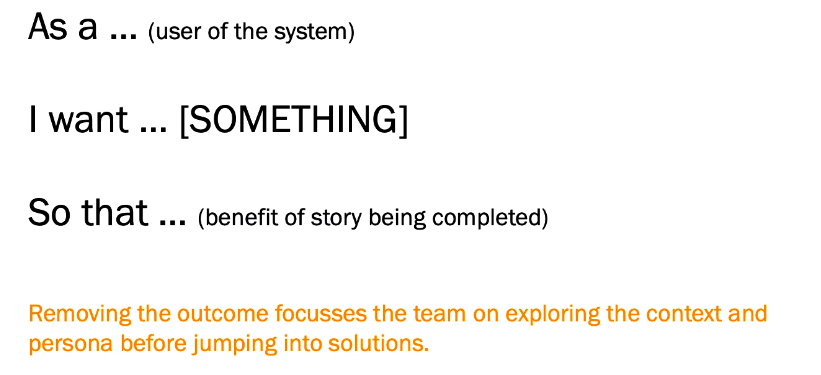 As a ... (user of the system)
I want ... [SOMETHING]
So that ... (benefit of story being completed)
Removing the outcome focusses the team on exploring the context and
persona before jumping into solutions.